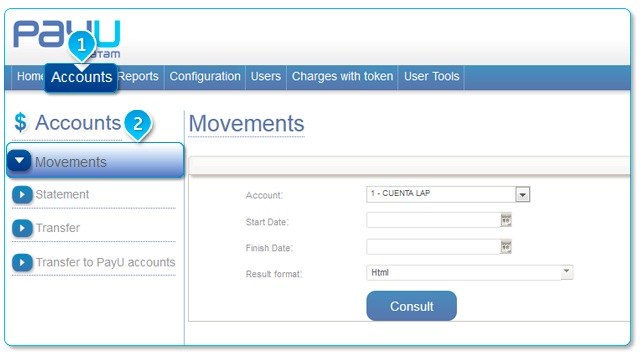 PayU
latam
1
Home Accounts Reports Configuration Users Charges with token User Tools
$ Accounts 2
Movements
Statement
Transfer
Transfer to PayU accounts
Movements
Account: 1 - CUENTA LAP
Start Date:
Finish Date:
Result format: Html
Consult